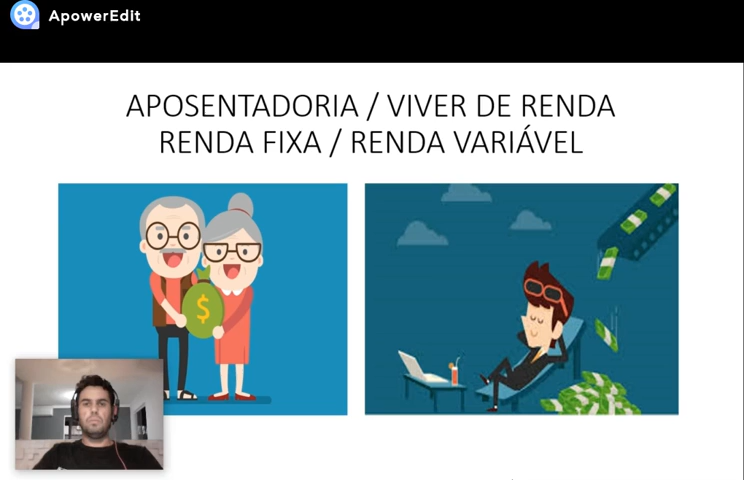 ApowerEdit
APOSENTADORIA / VIVER DE RENDA
RENDA FIXA / RENDA VARIÁVEL
$